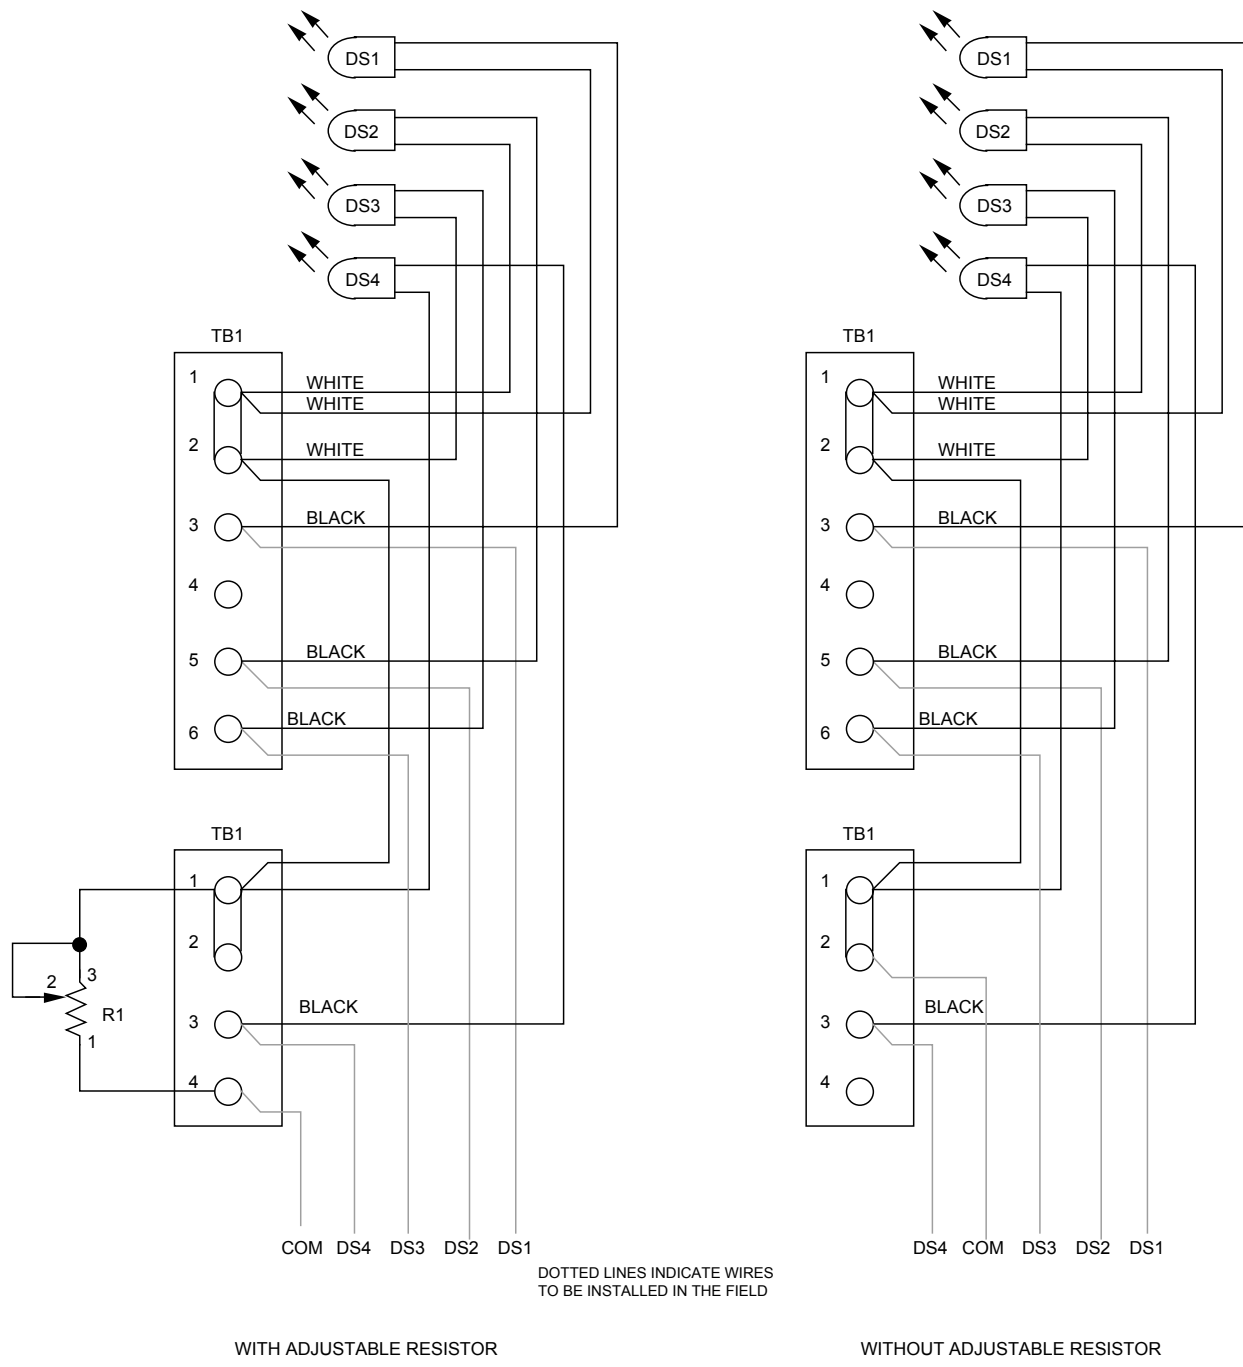 DS1
DS2
DS3
DS4
TB1
1
WHITE
WHITE
2
WHITE
3
BLACK
4
5
BLACK
6
BLACK
TB1
1
2
3
BLACK
4
2
3
R1
1
COM DS4 DS3 DS2 DS1
DS1
DS2
DS3
DS4
TB1
1
WHITE
WHITE
2
WHITE
3
BLACK
4
5
BLACK
6
BLACK
TB1
1
2
3
BLACK
4
DS4 COM DS3 DS2 DS1
DOTTED LINES INDICATE WIRES
TO BE INSTALLED IN THE FIELD
WITH ADJUSTABLE RESISTOR
WITHOUT ADJUSTABLE RESISTOR